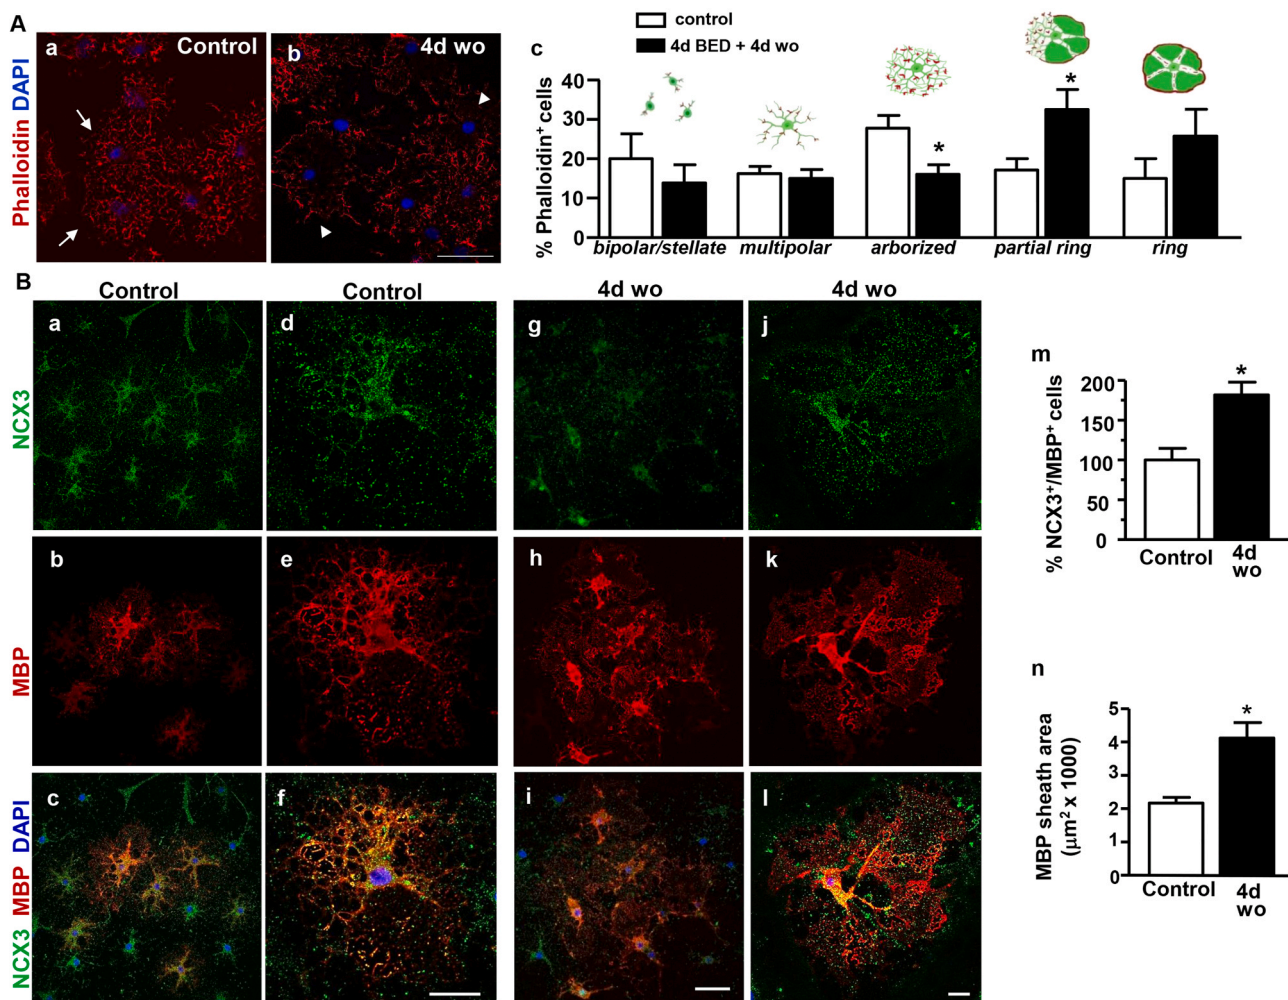 A
a
Control
b
4d wo
Phalloidin DAPI
c
control
4d BED + 4d wo
% Phalloidin⁺ cells
40
30
20
10
0
*
*
bipolar/stellate
multipolar
arborized
partial ring
ring
B
Control
Control
4d wo
4d wo
NCX3
a
d
g
j
MBP
b
e
h
k
NCX3 MBP DAPI
c
f
i
l
m
% NCX3⁺/MBP⁺ cells
200
150
100
50
0
*
Control
4d
wo
n
MBP sheath area
(µm² x 1000)
5
4
3
2
1
0
*
Control
4d
wo